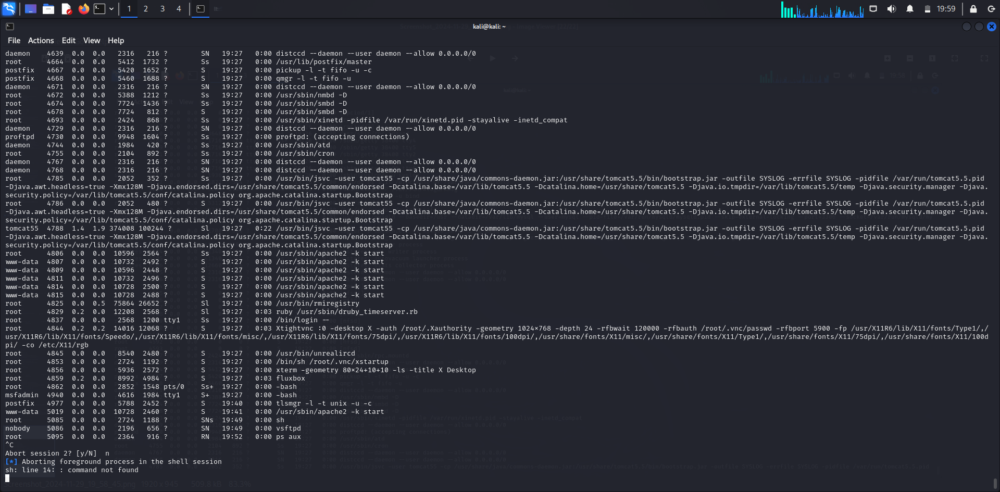 1 2 3 4 19:59
kali@kali: ~
File Actions Edit View Help
daemon 4639 0.0 0.0 2316 216 ? SN 19:27 0:00 distccd --daemon --user daemon --allow 0.0.0.0/0
root 4664 0.0 0.0 5412 1732 ? Ss 19:27 0:00 /usr/lib/postfix/master
postfix 4667 0.0 0.0 5420 1652 ? S 19:27 0:00 pickup -l -t fifo -u -c
postfix 4668 0.0 0.0 5460 1688 ? S 19:27 0:00 qmgr -l -t fifo -u
daemon 4671 0.0 0.0 2316 216 ? SN 19:27 0:00 distccd --daemon --user daemon --allow 0.0.0.0/0
root 4672 0.0 0.0 5388 1212 ? Ss 19:27 0:00 /usr/sbin/nmbd -D
root 4674 0.0 0.0 7724 1436 ? Ss 19:27 0:00 /usr/sbin/smbd -D
root 4678 0.0 0.0 7724 812 ? S 19:27 0:00 /usr/sbin/smbd -D
root 4693 0.0 0.0 2424 868 ? Ss 19:27 0:00 /usr/sbin/xinetd -pidfile /var/run/xinetd.pid -stayalive -inetd_compat
daemon 4729 0.0 0.0 2316 216 ? SN 19:27 0:00 distccd --daemon --user daemon --allow 0.0.0.0/0
proftpd 4730 0.0 0.0 9948 1604 ? Ss 19:27 0:00 proftpd: (accepting connections)
daemon 4744 0.0 0.0 1984 420 ? Ss 19:27 0:00 /usr/sbin/atd
root 4755 0.0 0.0 2104 892 ? Ss 19:27 0:00 /usr/sbin/cron
daemon 4767 0.0 0.0 2316 216 ? SN 19:27 0:00 distccd --daemon --user daemon --allow 0.0.0.0/0
daemon 4768 0.0 0.0 2316 216 ? SN 19:27 0:00 distccd --daemon --user daemon --allow 0.0.0.0/0
root 4785 0.0 0.0 2052 352 ? Ss 19:27 0:00 /usr/bin/jsvc -user tomcat55 -cp /usr/share/java/commons-daemon.jar:/usr/share/tomcat5.5/bin/bootstrap.jar -outfile SYSLOG -errfile SYSLOG -pidfile /var/run/tomcat5.5.pid
-Djava.awt.headless=true -Xmx128M -Djava.endorsed.dirs=/usr/share/tomcat5.5/common/endorsed -Dcatalina.base=/var/lib/tomcat5.5 -Dcatalina.home=/usr/share/tomcat5.5 -Djava.io.tmpdir=/var/lib/tomcat5.5/temp -Djava.security.manager -Djava.
security.policy=/var/lib/tomcat5.5/conf/catalina.policy org.apache.catalina.startup.Bootstrap
root 4786 0.0 0.0 2052 480 ? S 19:27 0:00 /usr/bin/jsvc -user tomcat55 -cp /usr/share/java/commons-daemon.jar:/usr/share/tomcat5.5/bin/bootstrap.jar -outfile SYSLOG -errfile SYSLOG -pidfile /var/run/tomcat5.5.pid
-Djava.awt.headless=true -Xmx128M -Djava.endorsed.dirs=/usr/share/tomcat5.5/common/endorsed -Dcatalina.base=/var/lib/tomcat5.5 -Dcatalina.home=/usr/share/tomcat5.5 -Djava.io.tmpdir=/var/lib/tomcat5.5/temp -Djava.security.manager -Djava.
security.policy=/var/lib/tomcat5.5/conf/catalina.policy org.apache.catalina.startup.Bootstrap
tomcat55 4788 1.4 1.9 374008 100244 ? Sl 19:27 0:22 /usr/bin/jsvc -user tomcat55 -cp /usr/share/java/commons-daemon.jar:/usr/share/tomcat5.5/bin/bootstrap.jar -outfile SYSLOG -errfile SYSLOG -pidfile /var/run/tomcat5.5.pid
-Djava.awt.headless=true -Xmx128M -Djava.endorsed.dirs=/usr/share/tomcat5.5/common/endorsed -Dcatalina.base=/var/lib/tomcat5.5 -Dcatalina.home=/usr/share/tomcat5.5 -Djava.io.tmpdir=/var/lib/tomcat5.5/temp -Djava.security.manager -Djava.
security.policy=/var/lib/tomcat5.5/conf/catalina.policy org.apache.catalina.startup.Bootstrap
root 4806 0.0 0.0 10596 2564 ? Ss 19:27 0:00 /usr/sbin/apache2 -k start
www-data 4807 0.0 0.0 10732 2492 ? S 19:27 0:00 /usr/sbin/apache2 -k start
www-data 4809 0.0 0.0 10596 2448 ? S 19:27 0:00 /usr/sbin/apache2 -k start
www-data 4811 0.0 0.0 10732 2496 ? S 19:27 0:00 /usr/sbin/apache2 -k start
www-data 4814 0.0 0.0 10728 2500 ? S 19:27 0:00 /usr/sbin/apache2 -k start
www-data 4815 0.0 0.0 10728 2488 ? S 19:27 0:00 /usr/sbin/apache2 -k start
root 4825 0.0 0.5 75864 26652 ? Sl 19:27 0:00 /usr/bin/rmiregistry
root 4829 0.2 0.0 12208 2568 ? Sl 19:27 0:03 ruby /usr/sbin/druby_timeserver.rb
root 4837 0.0 0.0 2568 1200 tty1 Ss 19:27 0:00 /bin/login --
root 4844 0.2 0.2 14016 12068 ? S 19:27 0:03 Xtightvnc :0 -desktop X -auth /root/.Xauthority -geometry 1024×768 -depth 24 -rfbwait 120000 -rfbauth /root/.vnc/passwd -rfbport 5900 -fp /usr/X11R6/lib/X11/fonts/Type1/,/
usr/X11R6/lib/X11/fonts/Speedo/,/usr/X11R6/lib/X11/fonts/misc/,/usr/X11R6/lib/X11/fonts/75dpi/,/usr/X11R6/lib/X11/fonts/100dpi/,/usr/share/fonts/X11/misc/,/usr/share/fonts/X11/Type1/,/usr/share/fonts/X11/75dpi/,/usr/share/fonts/X11/100d
pi/ -co /etc/X11/rgb
root 4845 0.0 0.0 8540 2480 ? S 19:27 0:00 /usr/bin/unrealircd
root 4853 0.0 0.0 2724 1192 ? S 19:27 0:00 /bin/sh /root/.vnc/xstartup
root 4856 0.0 0.0 5936 2572 ? S 19:27 0:00 xterm -geometry 80×24+10+10 -ls -title X Desktop
root 4859 0.2 0.0 8992 4984 ? S 19:27 0:03 fluxbox
root 4862 0.0 0.0 2852 1548 pts/0 Ss+ 19:27 0:00 -bash
msfadmin 4940 0.0 0.0 4616 1984 tty1 S+ 19:27 0:00 -bash
postfix 4977 0.0 0.0 5788 2452 ? S 19:40 0:00 tlsmgr -l -t unix -u -c
www-data 5019 0.0 0.0 10728 2460 ? S 19:41 0:00 /usr/sbin/apache2 -k start
root 5085 0.0 0.0 2724 1188 ? SNs 19:49 0:00 sh
nobody 5086 0.0 0.0 2196 656 ? SN 19:49 0:00 vsftpd
root 5095 0.0 0.0 2364 916 ? RN 19:52 0:00 ps aux
^C
Abort session 2? [y/N] n
[*] Aborting foreground process in the shell session
sh: line 14: : command not found
Screenshot_2024-11-29_19_58_45.png 1920 x 945 509.8 kB 83.3%